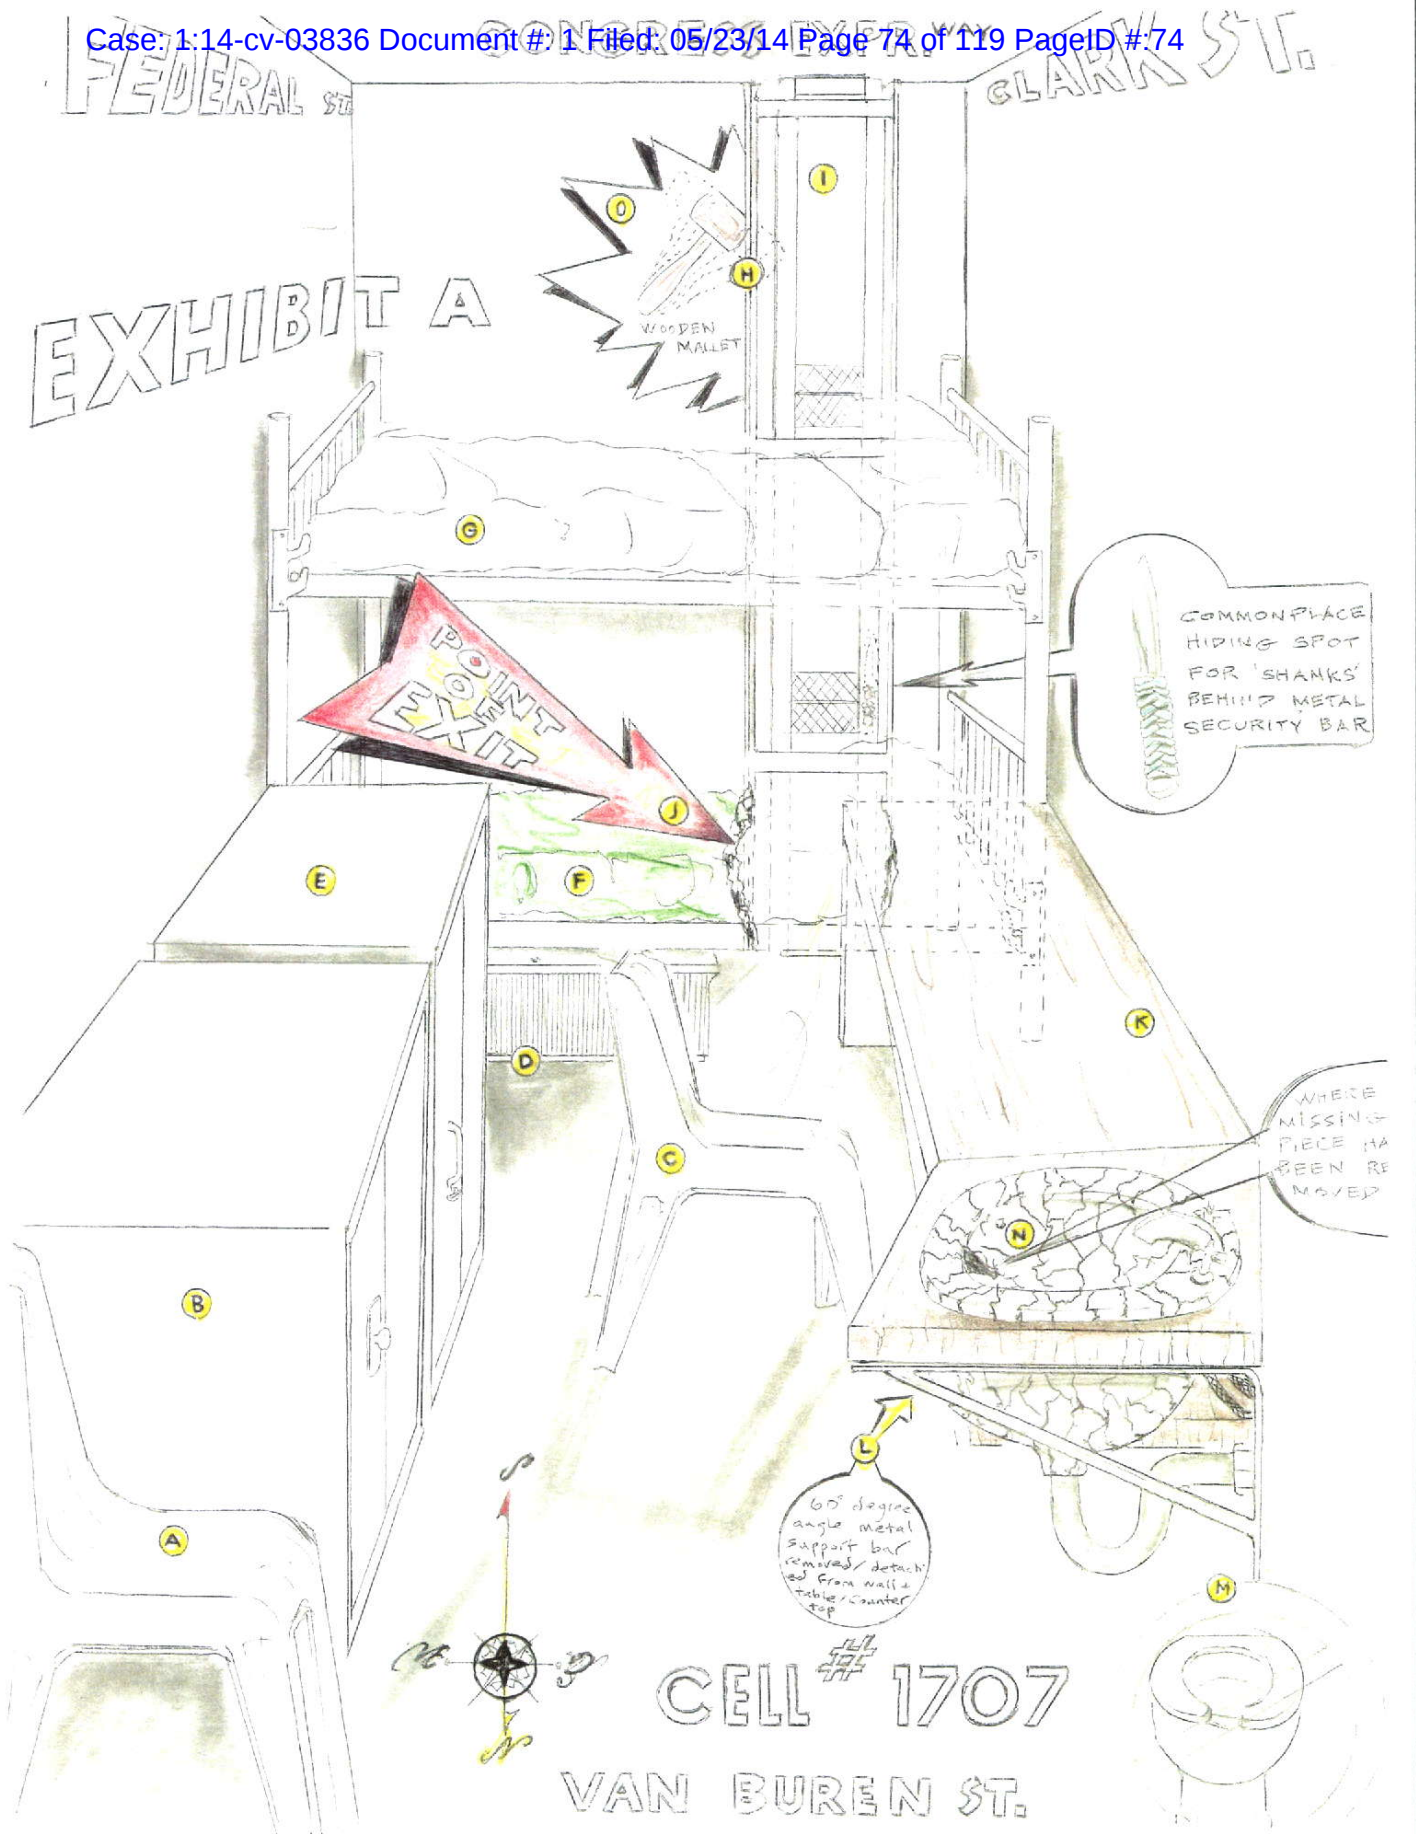 Case: 1:14-cv-03836 Document #: 1 Filed: 05/23/14 Page 74 of 119 PageID #:74
CONGRESS EXPR.WAY
FEDERAL ST.
CLARK ST.
I
O
H
WOODEN
MALLET
EXHIBIT A
G
COMMONPLACE
HIDING SPOT
FOR 'SHANKS'
BEHIND METAL
SECURITY BAR
POINT
OF
EXIT
J
E
F
K
D
WHERE
MISSING
PIECE HA
BEEN RE
MOVED
C
N
B
L
60° degree
angle metal
support bar
removed/detach
ed from wall +
table/counter
top
A
S
M
N
CELL # 1707
VAN BUREN ST.